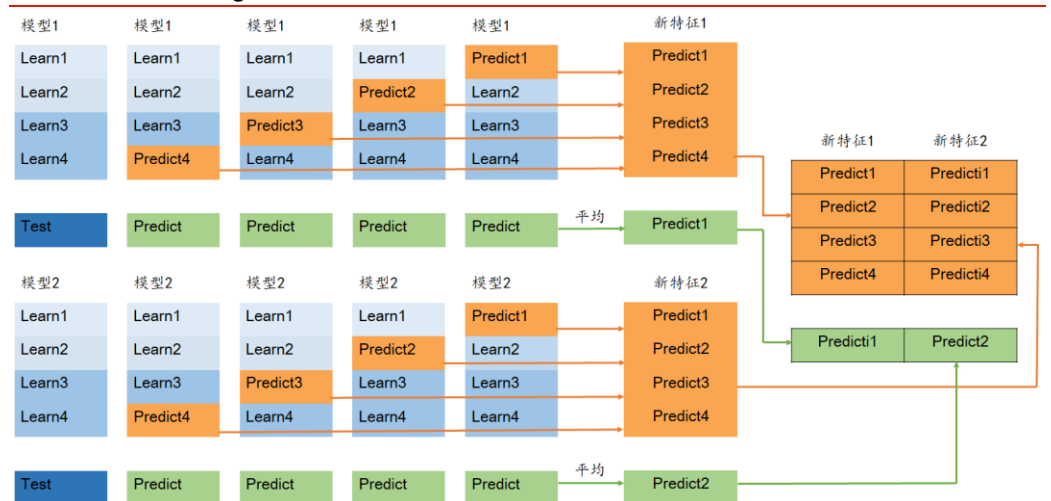 模型1 模型1 模型1 模型1 模型1 新特征1
Learn1 Learn1 Learn1 Learn1 Predict1 Predict1
Learn2 Learn2 Learn2 Predict2 Learn2 Predict2
Learn3 Learn3 Predict3 Learn3 Learn3 Predict3
Learn4 Predict4 Learn4 Learn4 Learn4 Predict4
Test Predict Predict Predict Predict 平均 Predict1
新特征1 新特征2
Predict1 Predicti1
Predict2 Predicti2
Predict3 Predicti3
Predict4 Predicti4
模型2 模型2 模型2 模型2 模型2 新特征2
Learn1 Learn1 Learn1 Learn1 Predict1 Predict1
Learn2 Learn2 Learn2 Predict2 Learn2 Predict2
Learn3 Learn3 Predict3 Learn3 Learn3 Predict3
Learn4 Predict4 Learn4 Learn4 Learn4 Predict4
Predicti1 Predict2
Test Predict Predict Predict Predict 平均 Predict2